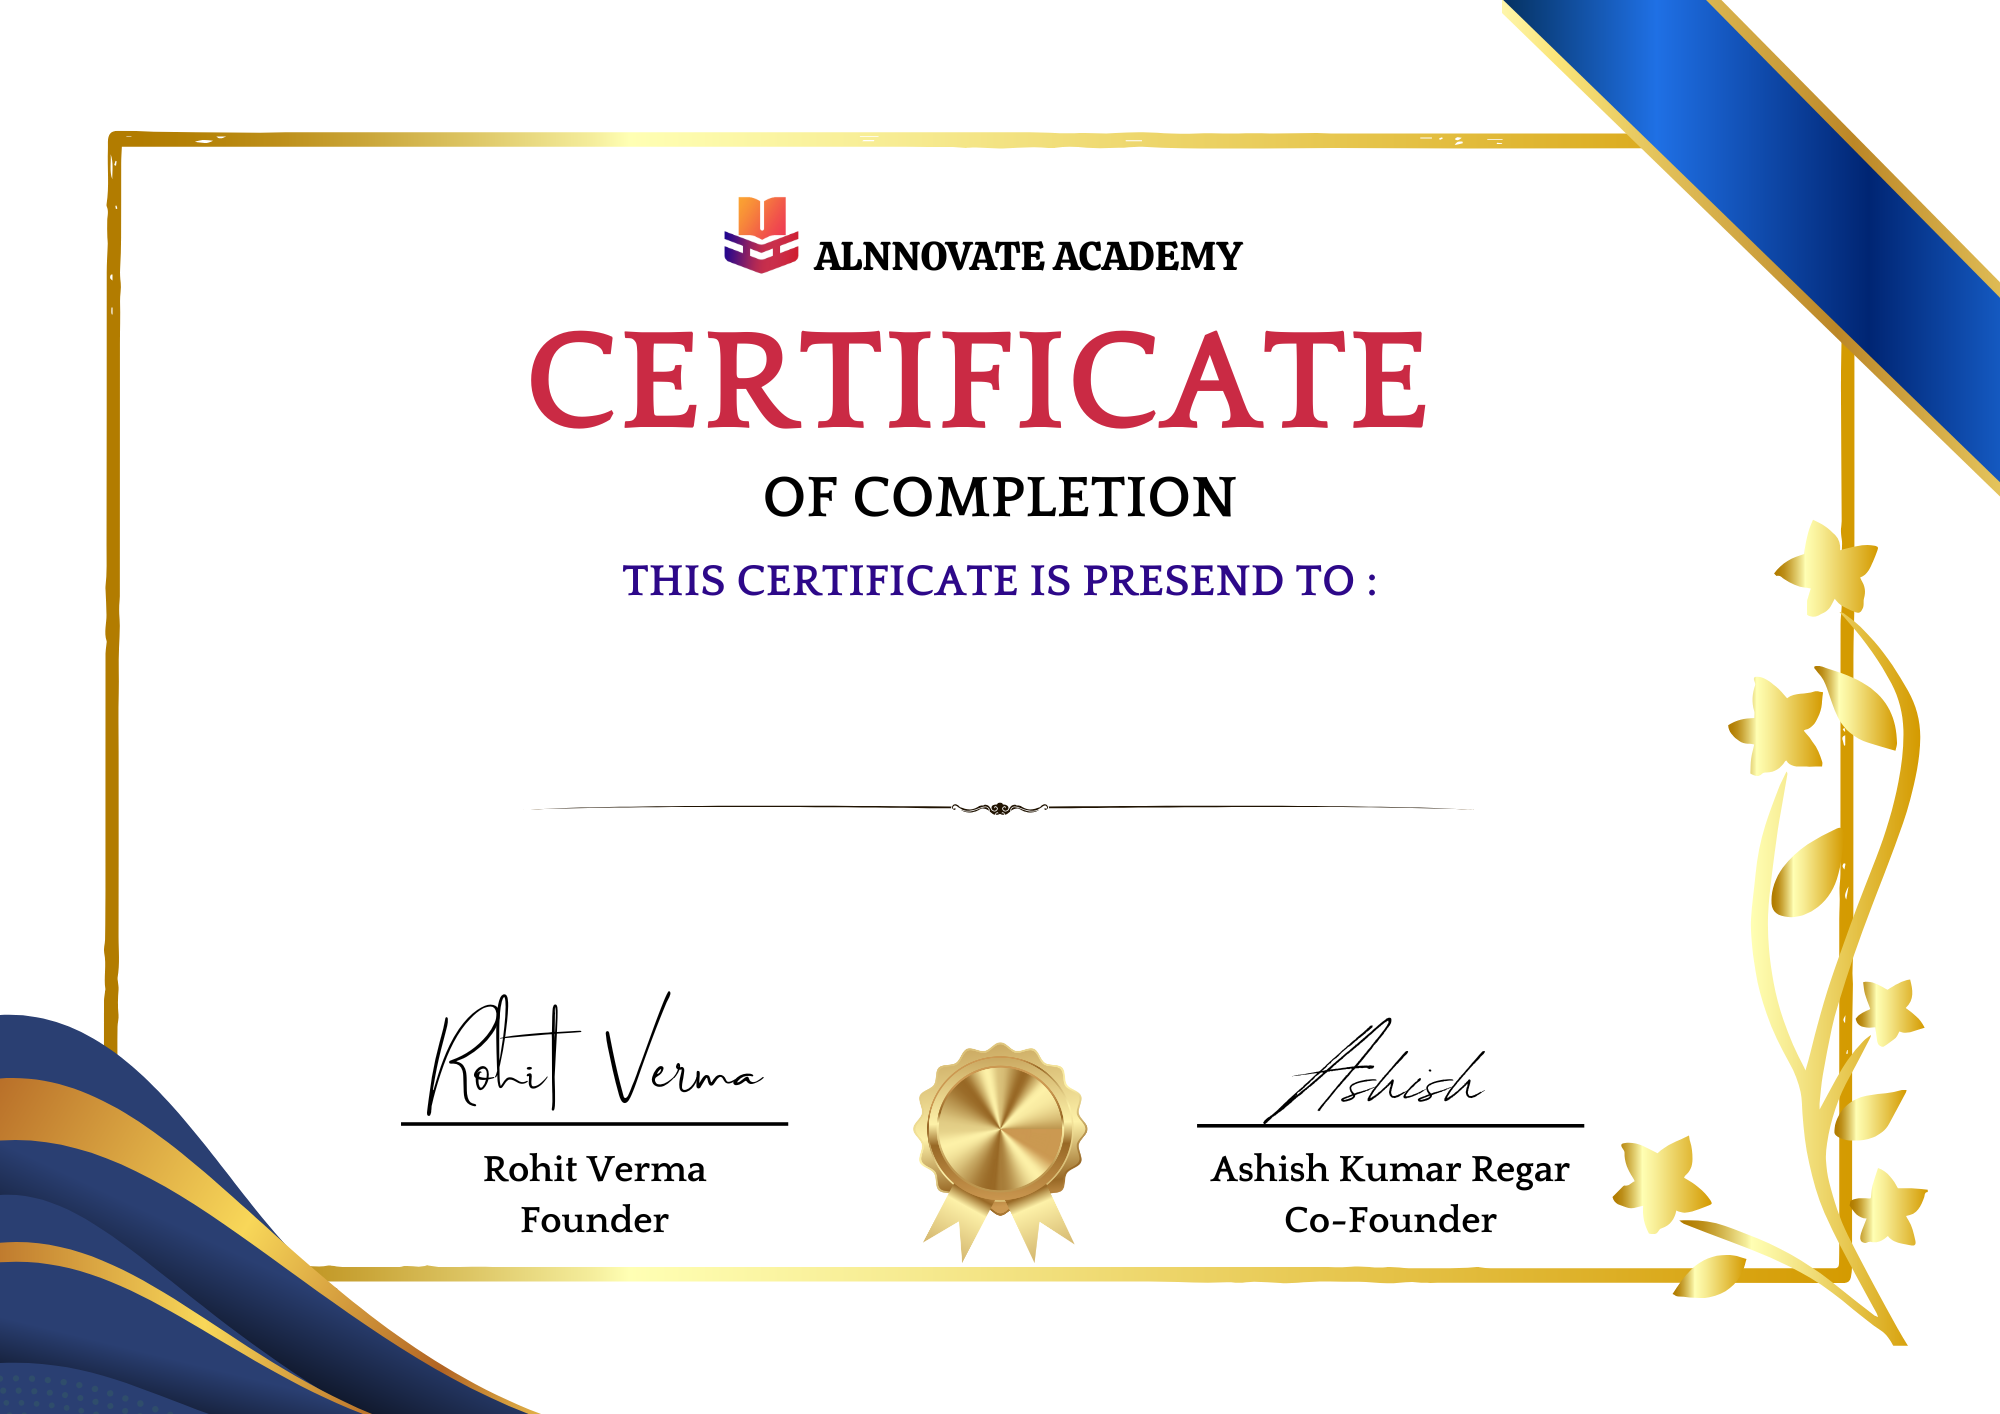 ALNNOVATE ACADEMY
CERTIFICATE
OF COMPLETION
THIS CERTIFICATE IS PRESEND TO :
Rohit Verma
Ashish
Rohit Verma
Ashish Kumar Regar
Founder
Co-Founder